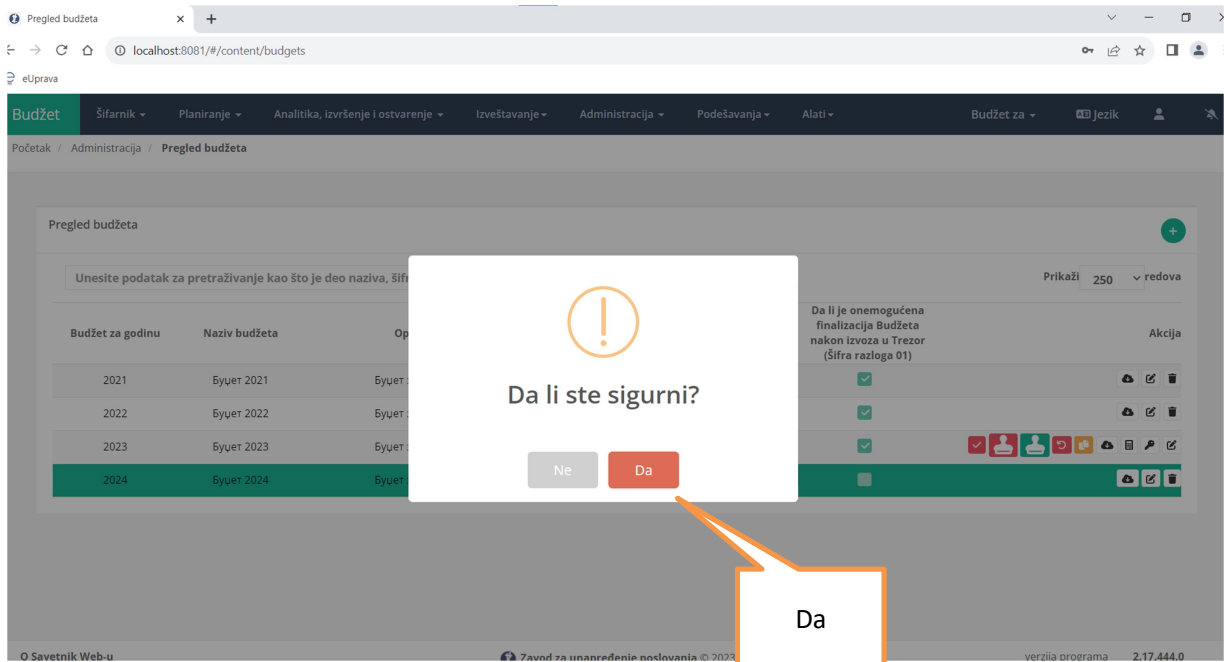 Pregled budžeta
localhost:8081/#/content/budgets
eUprava
Budžet Šifarnik Planiranje Analitika, izvršenje i ostvarenje Izveštavanje Administracija Podešavanja Alati Budžet za Jezik
Početak / Administracija / Pregled budžeta
Pregled budžeta
Unesite podatak za pretraživanje kao što je deo naziva, Prikaži 250 redova
Budžet za godinu Naziv budžeta Da li je onemogućena finalizacija Budžeta nakon izvoza u Trezor (Šifra razloga 01) Akcija
2021 Буџет 2021 Буџет
2022 Буџет 2022 Буџет
2023 Буџет 2023 Буџет
2024 Буџет 2024 Буџет
Da li ste sigurni?
Ne Da
Da
O Savetnik Web-u Zavod za unapređenje poslovanja © 2023 verzija programa 2.17.444.0